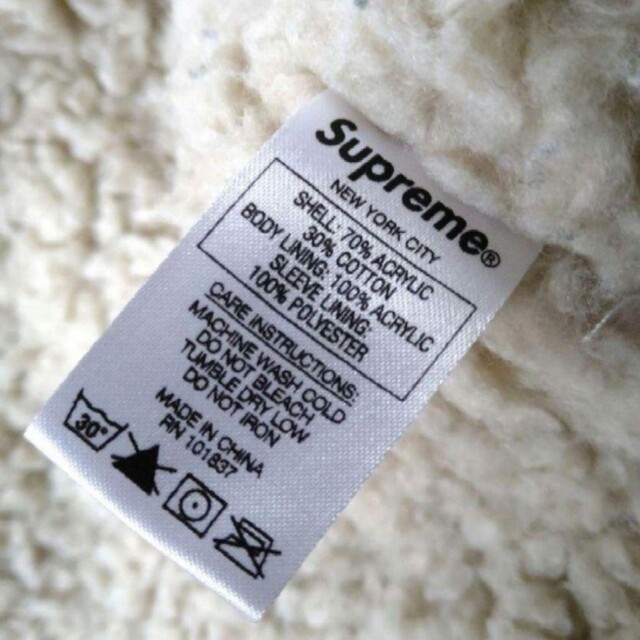 Supreme®
NEW YORK CITY
SHELL: 70% ACRYLIC
30% COTTON
BODY LINING: 100% ACRYLIC
SLEEVE LINING:
100% POLYESTER
CARE INSTRUCTIONS:
MACHINE WASH COLD
DO NOT BLEACH
TUMBLE DRY LOW
DO NOT IRON
MADE IN CHINA
RN 101837
30°